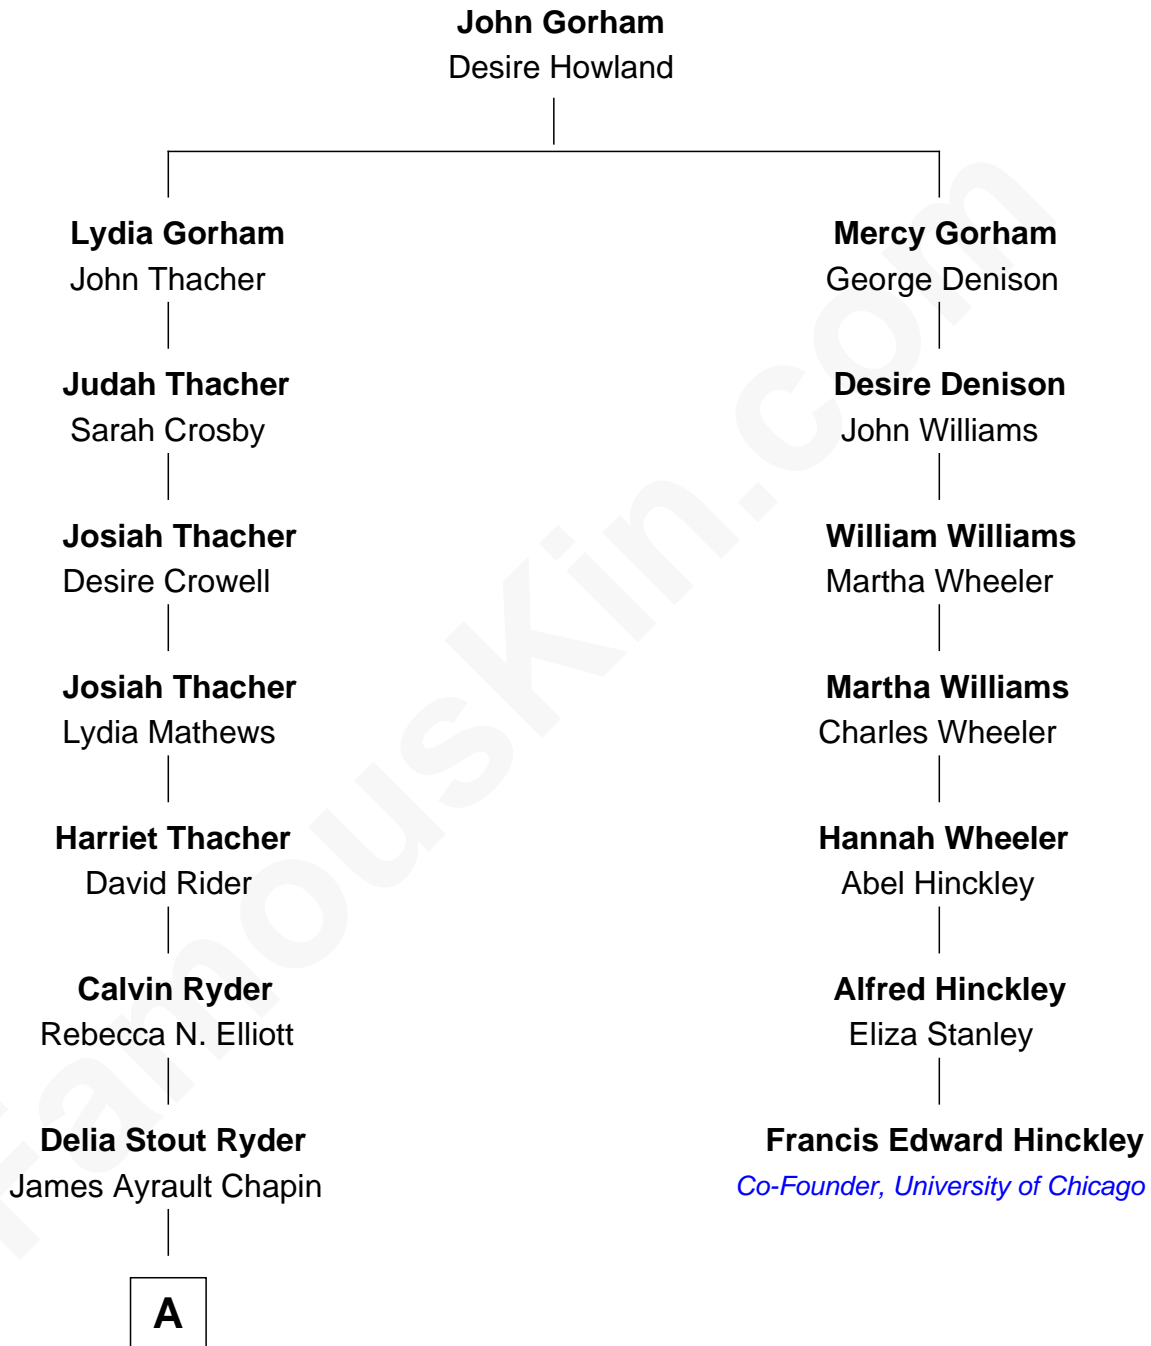 John Gorham
Desire Howland
Lydia Gorham
John Thacher
Mercy Gorham
George Denison
Judah Thacher
Sarah Crosby
Desire Denison
John Williams
Josiah Thacher
Desire Crowell
William Williams
Martha Wheeler
Josiah Thacher
Lydia Mathews
Martha Williams
Charles Wheeler
Harriet Thacher
David Rider
Hannah Wheeler
Abel Hinckley
Calvin Ryder
Rebecca N. Elliott
Alfred Hinckley
Eliza Stanley
Delia Stout Ryder
James Ayrault Chapin
Francis Edward Hinckley
Co-Founder, University of Chicago
A
FamousKin.com